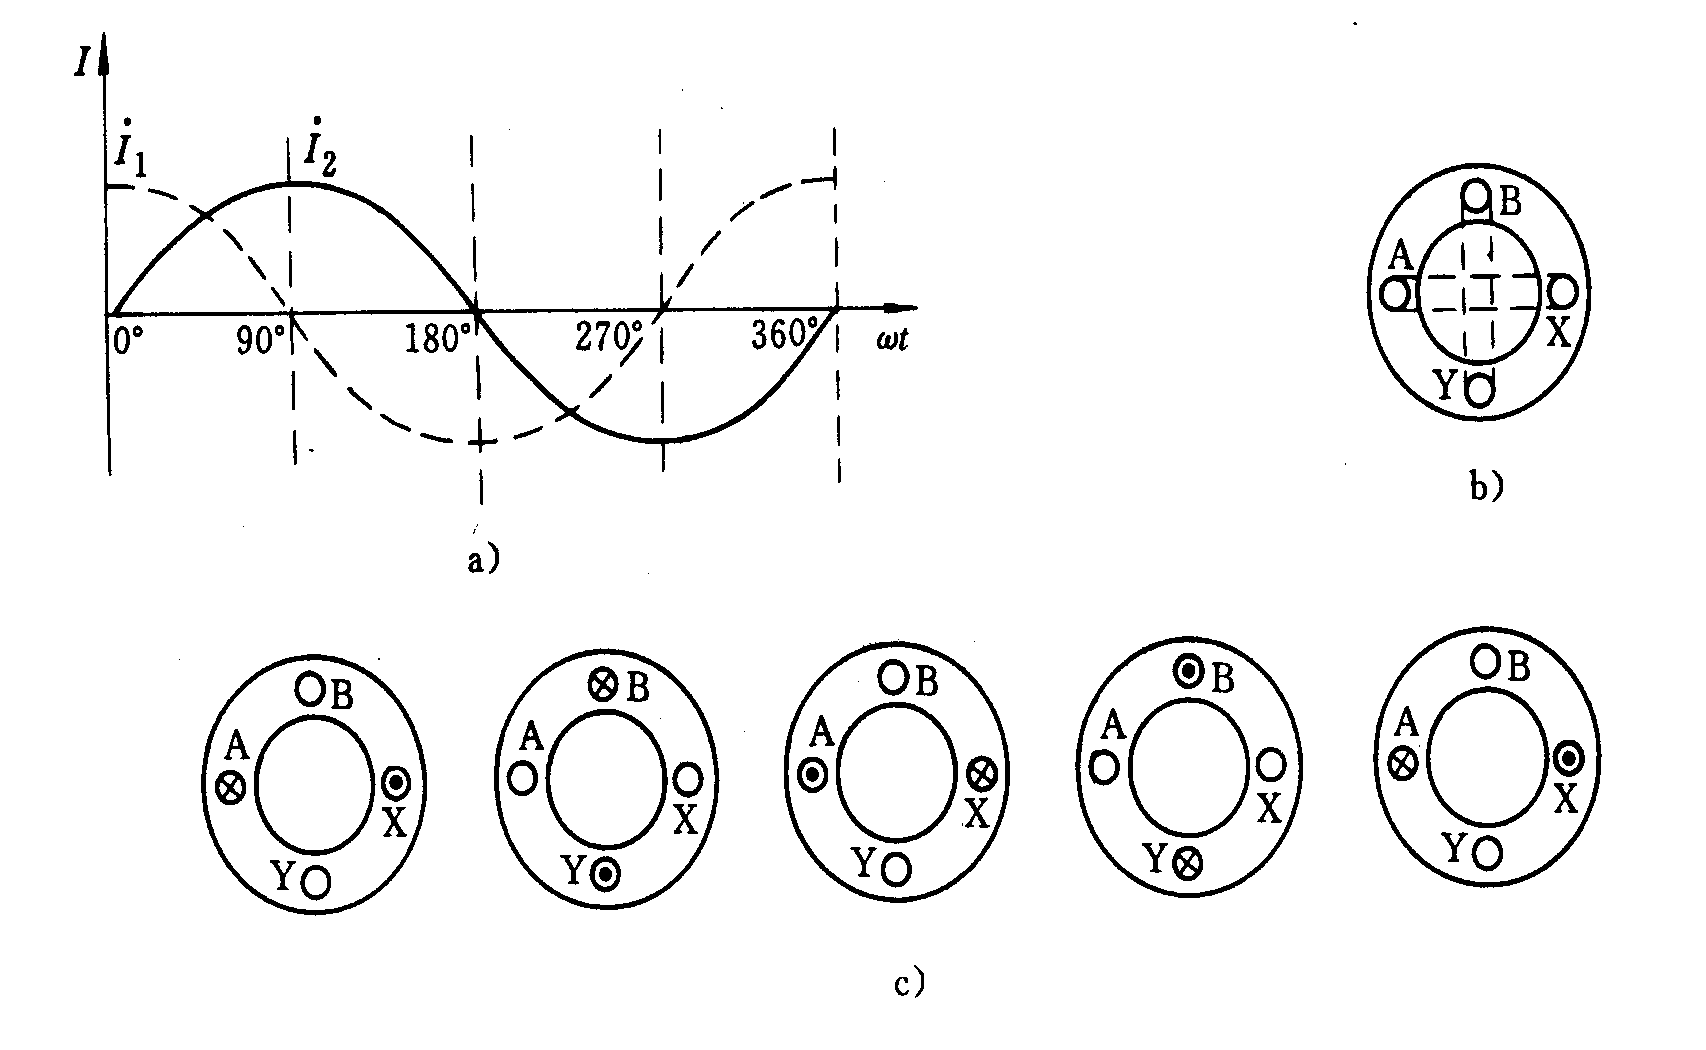 I
İ₁
İ₂
0° 90° 180° 270° 360° ωt
a)
B
A
X
Y
b)
B B B B B
A A A A A
X X X X X
Y Y Y Y Y
c)